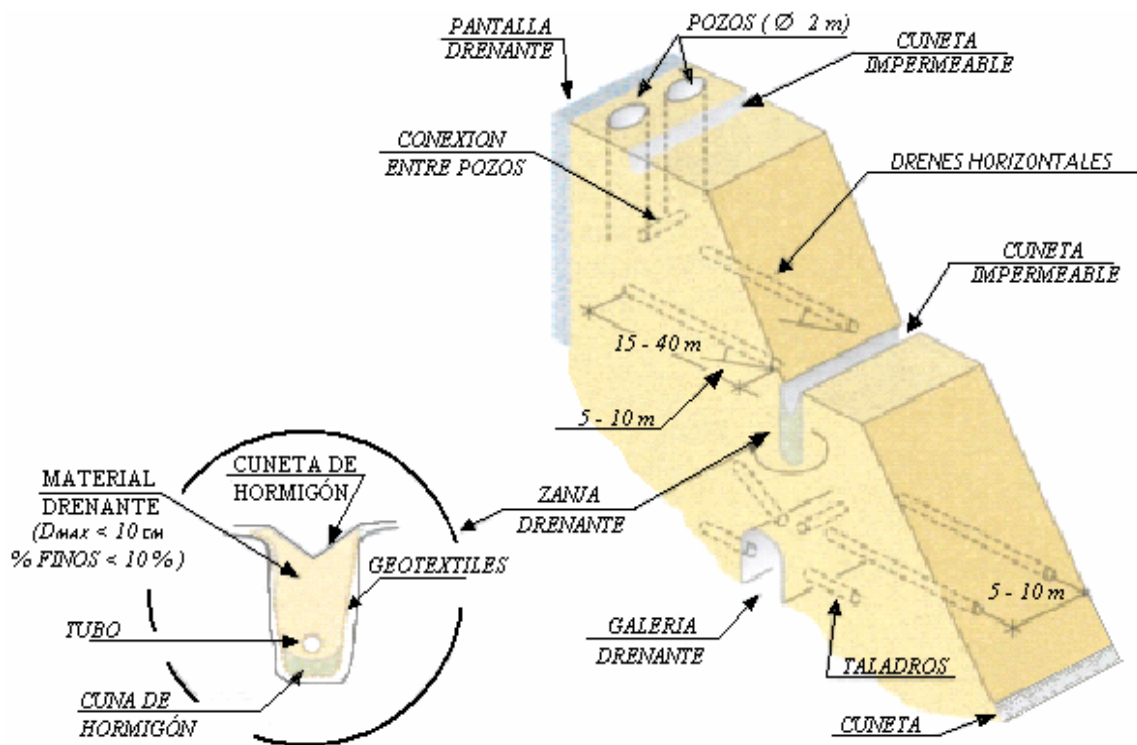 PANTALLA
DRENANTE
POZOS ( Ø 2 m )
CUNETA
IMPERMEABLE
CONEXION
ENTRE POZOS
DRENES HORIZONTALES
CUNETA
IMPERMEABLE
15 - 40 m
5 - 10 m
CUNETA DE
HORMIGÓN
MATERIAL
DRENANTE
(DMAX < 10 cm
% FINOS < 10 % )
ZANJA
DRENANTE
GEOTEXTILES
5 - 10 m
TUBO
GALERIA
DRENANTE
TALADROS
CUNA DE
HORMIGÓN
CUNETA